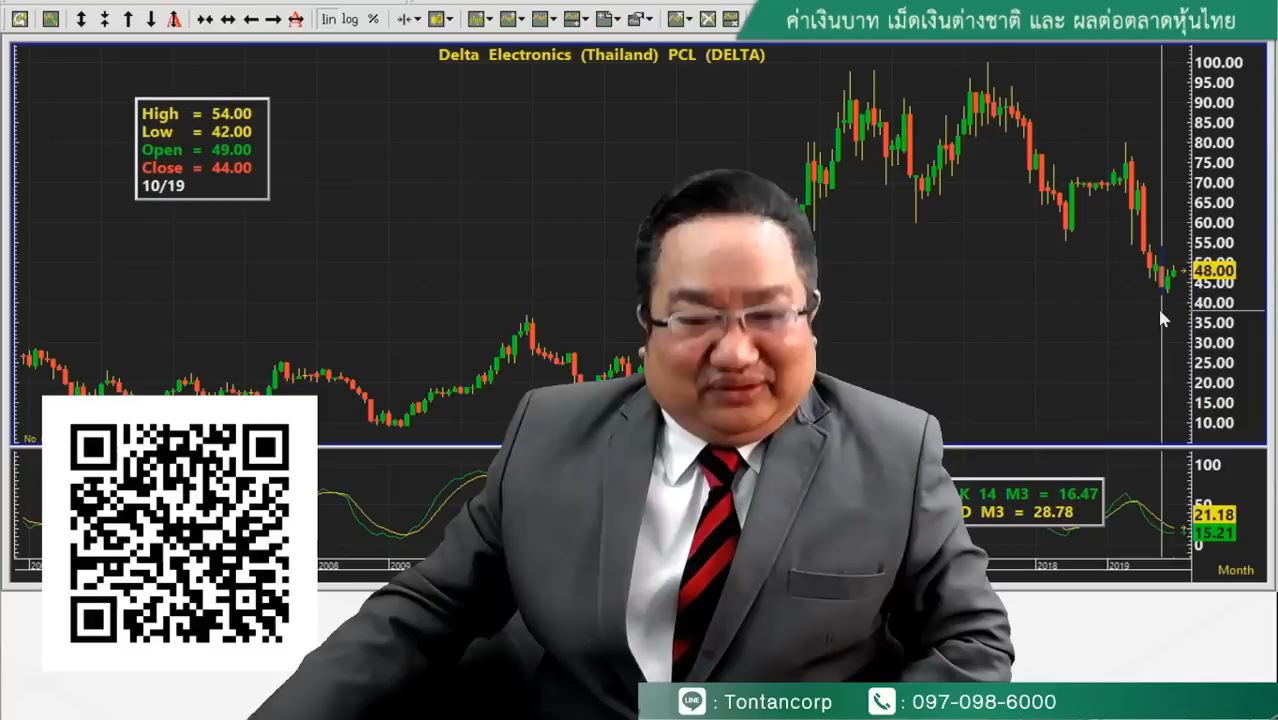 lin log %
ค่าเงินบาท เม็ดเงินต่างชาติ และ ผลต่อตลาดหุ้นไทย
Delta Electronics (Thailand) PCL (DELTA)
High = 54.00
Low = 42.00
Open = 49.00
Close = 44.00
10/19
100.00
95.00
90.00
85.00
80.00
75.00
70.00
65.00
60.00
55.00
48.00
45.00
40.00
35.00
30.00
25.00
20.00
15.00
10.00
No
K 14 M3 = 16.47
D M3 = 28.78
100
50
21.18
15.21
0
2008
2009
2018
2019
Month
LINE : Tontancorp
: 097-098-6000